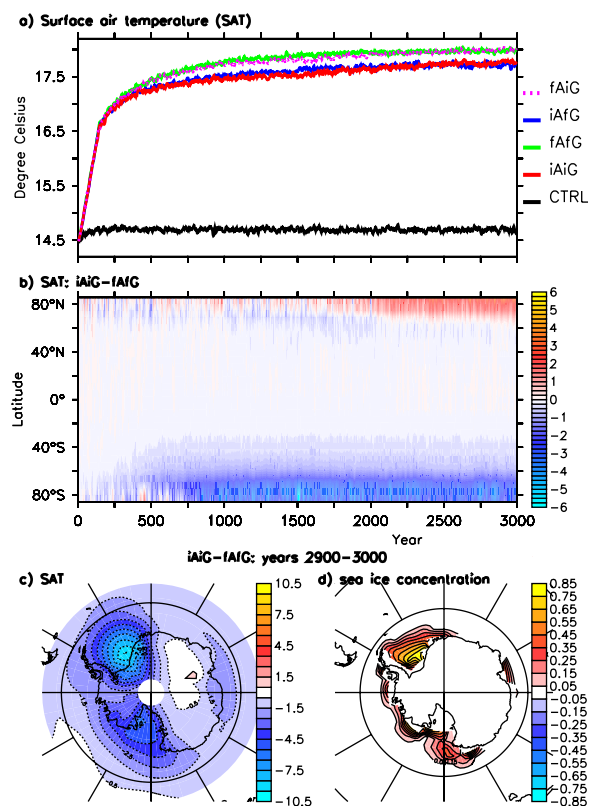 a) Surface air temperature (SAT)
Degree Celsius
17.5
16.5
15.5
14.5
fAiG
iAfG
fAfG
iAiG
CTRL
b) SAT: iAiG-fAfG
Latitude
80°N
40°N
0°
40°S
80°S
0 500 1000 1500 2000 2500 3000
Year
6
5
4
3
2
1
0
-1
-2
-3
-4
-5
-6
iAiG-fAfG: years 2900-3000
c) SAT
10.5
7.5
4.5
1.5
-1.5
-4.5
-7.5
-10.5
d) sea ice concentration
0.85
0.75
0.65
0.55
0.45
0.35
0.25
0.15
0.05
-0.05
-0.15
-0.25
-0.35
-0.45
-0.55
-0.65
-0.75
-0.85